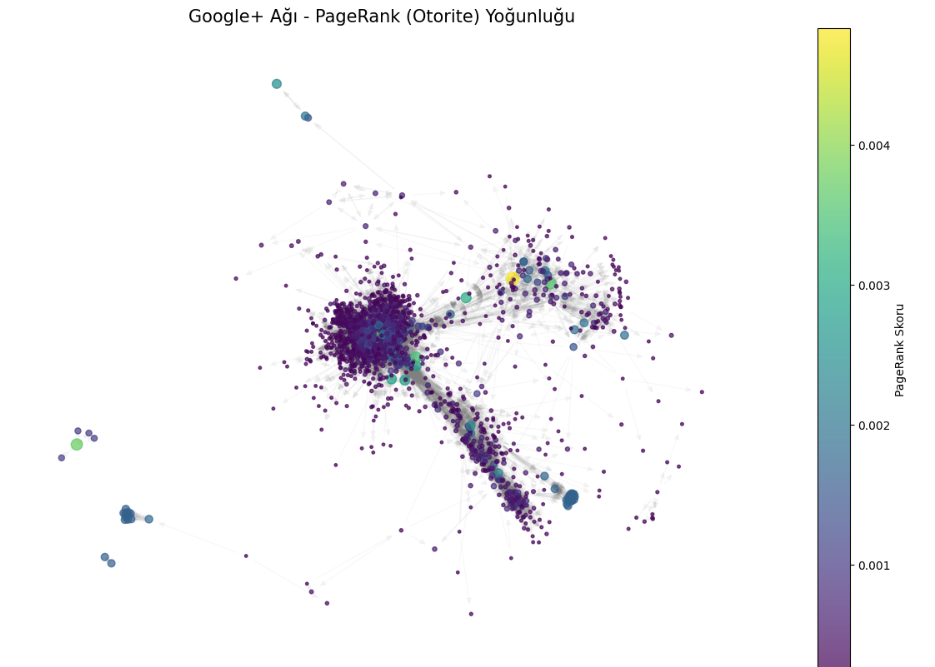 Google+ Ağı - PageRank (Otorite) Yoğunluğu
0.004
0.003
0.002
0.001
PageRank Skoru